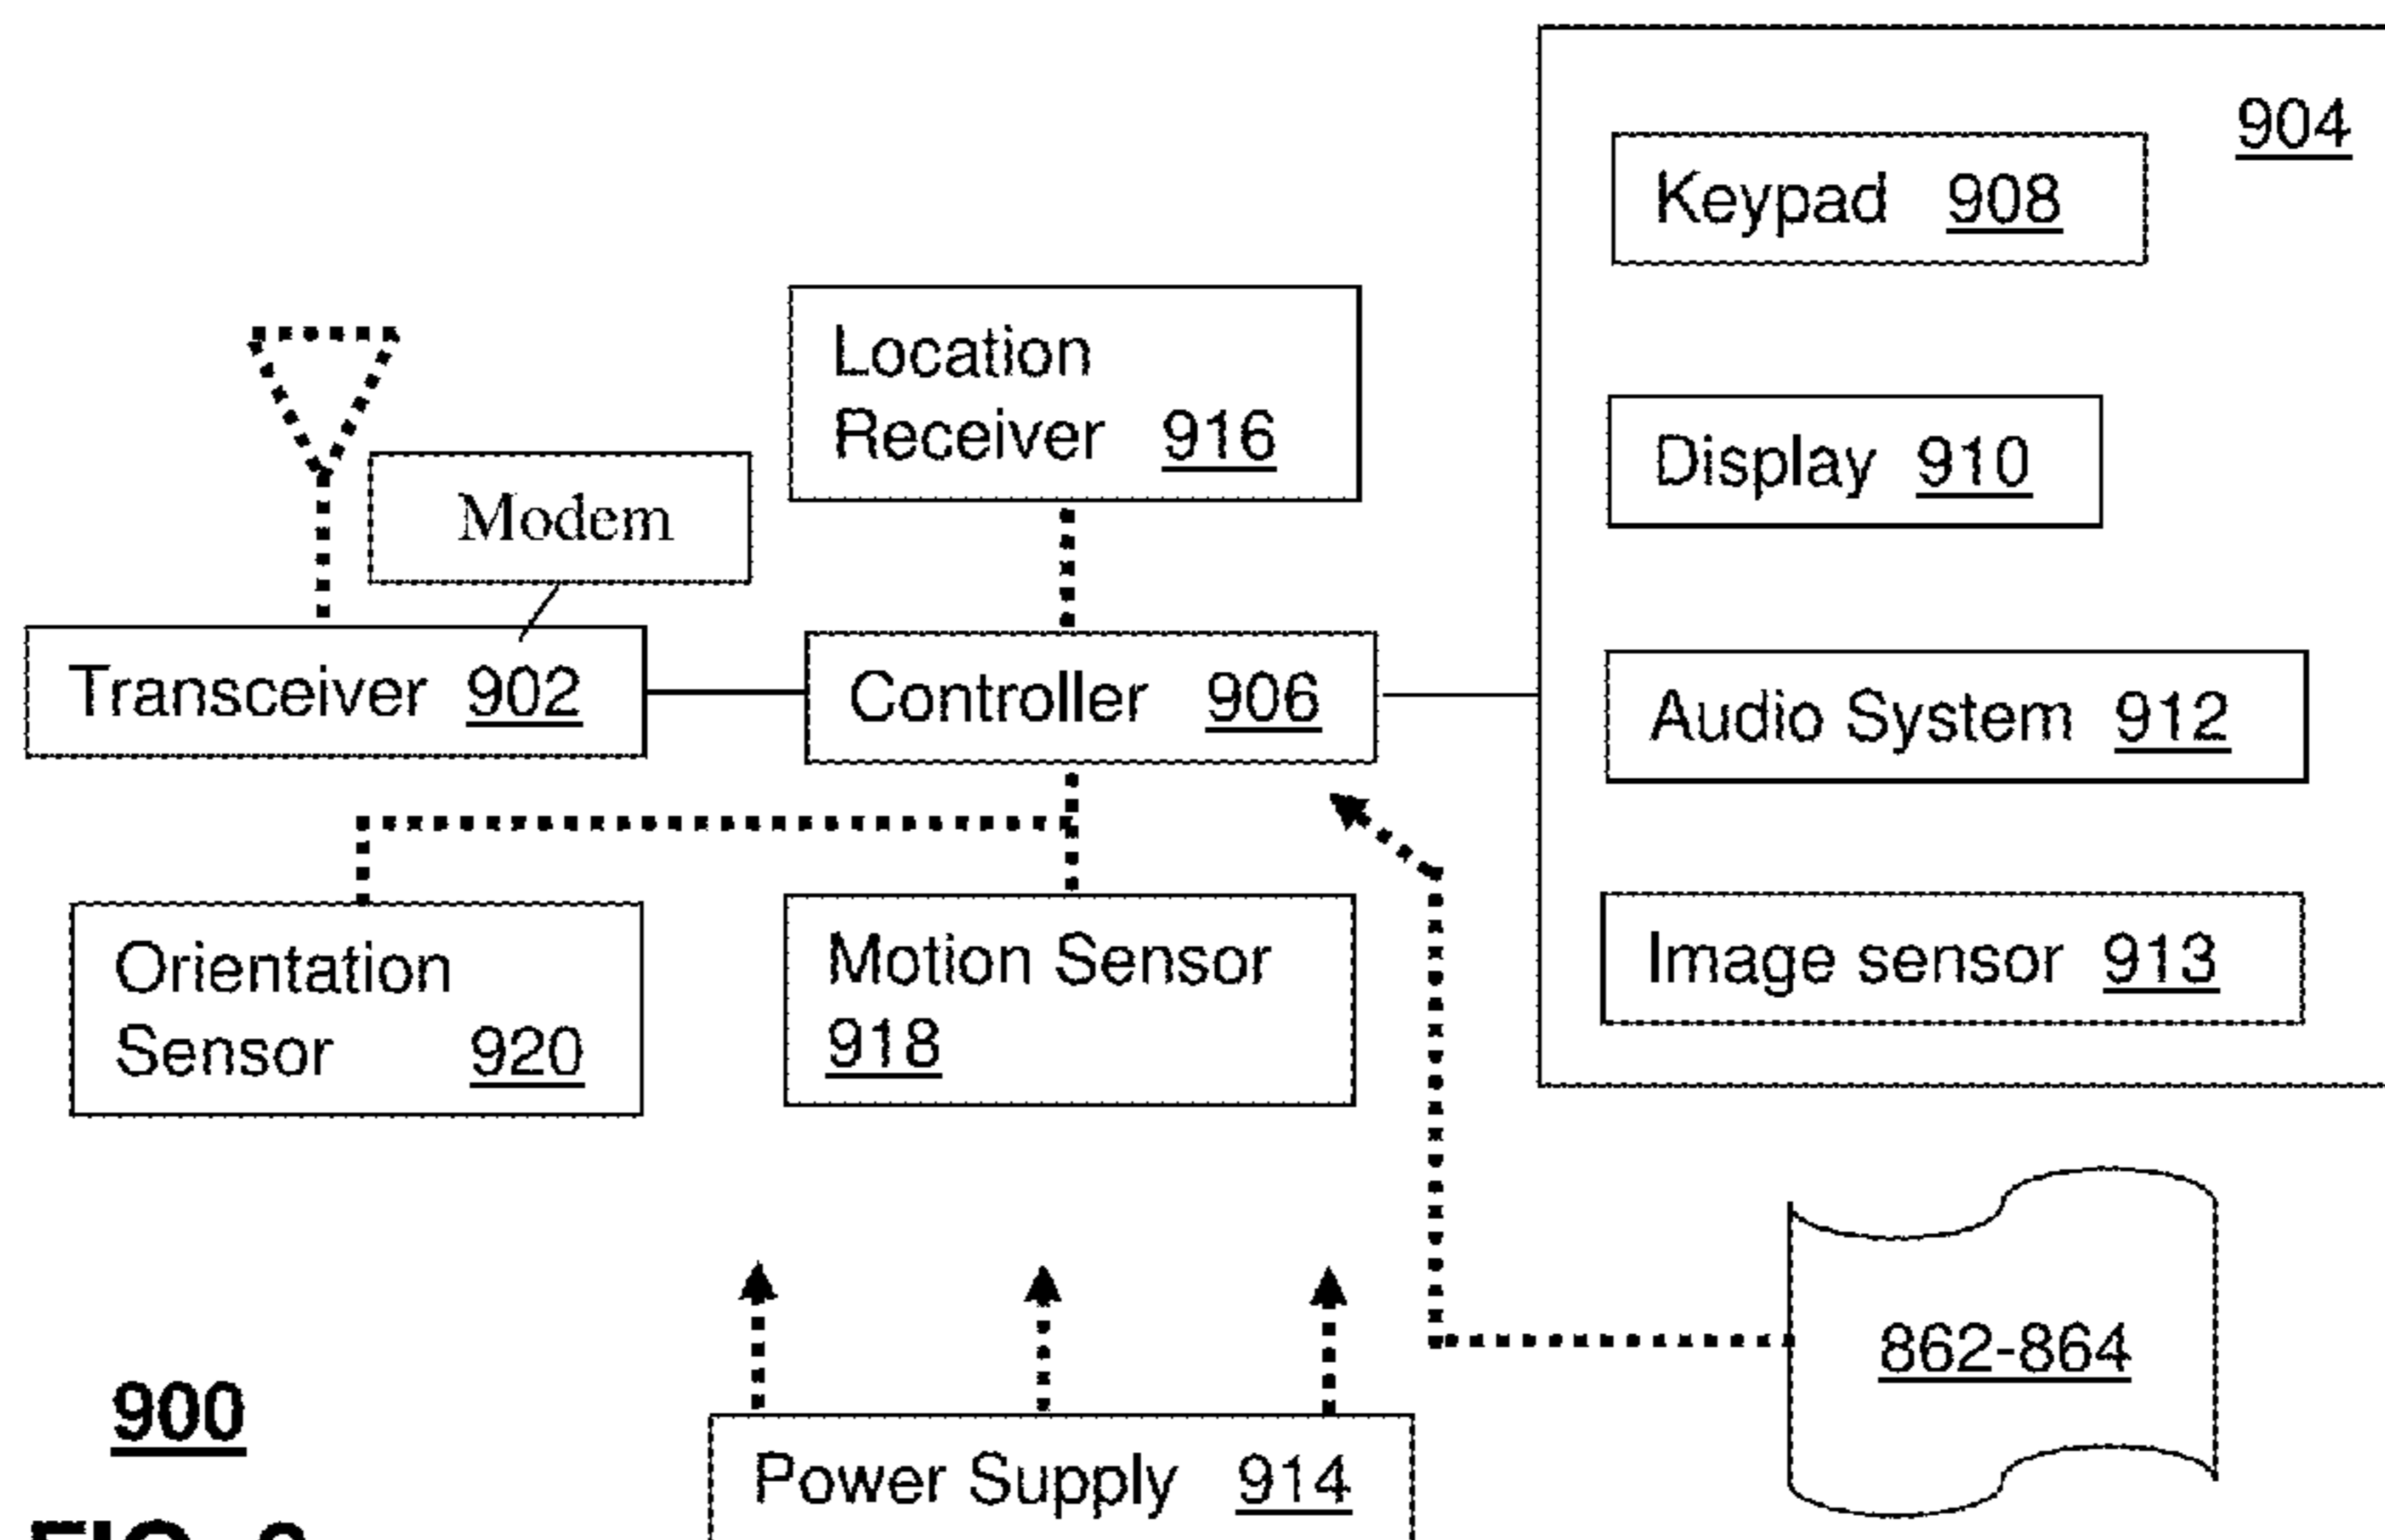 904
Keypad 908
Location
Receiver 916
Display 910
Modem
Transceiver 902
Controller 906
Audio System 912
Orientation
Sensor 920
Motion Sensor
918
Image sensor 913
862-864
900
Power Supply 914
FIG.